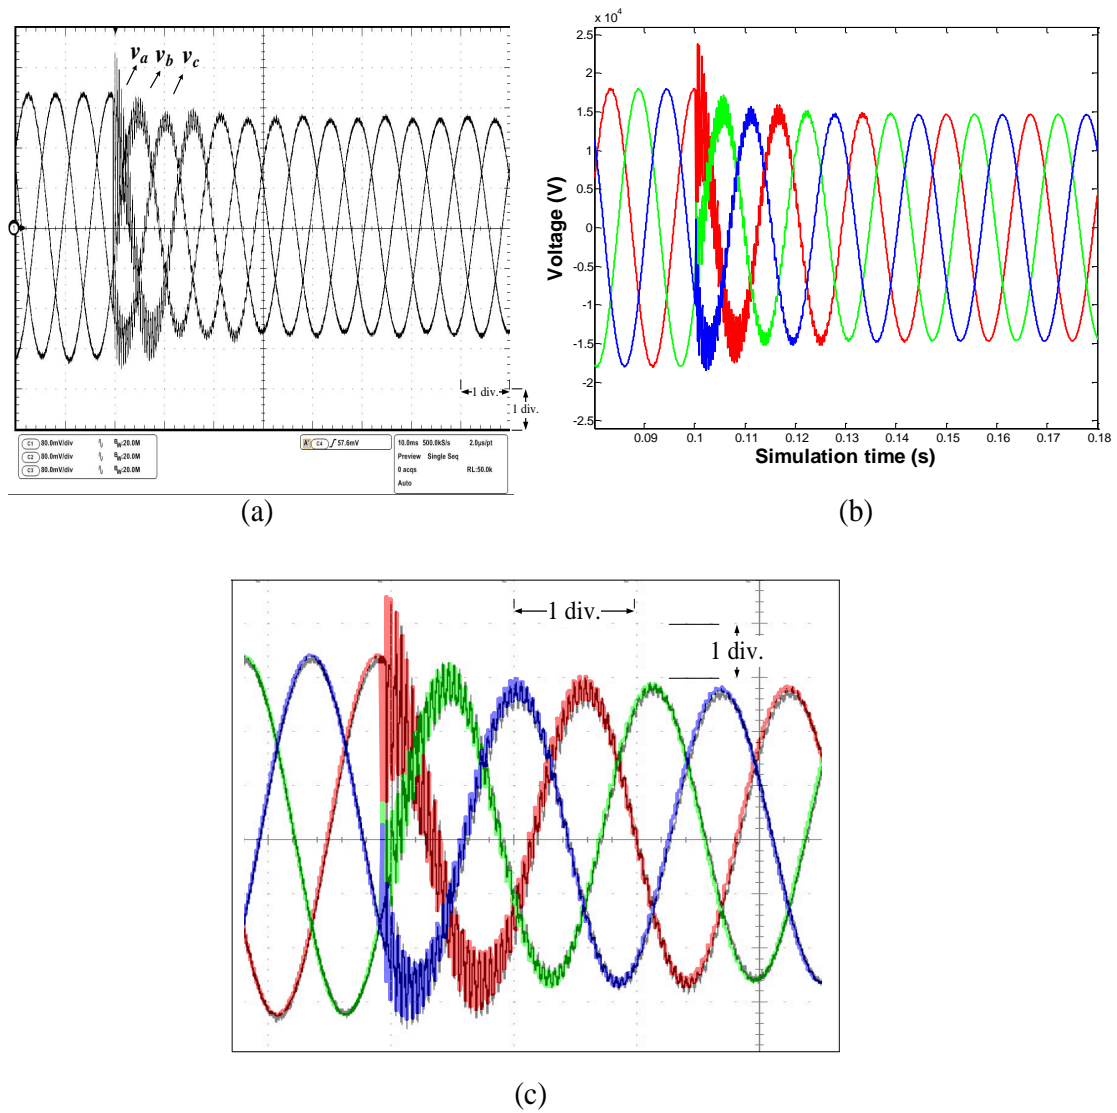 v_a v_b v_c
1 div.
1 div.
C1 80.0mV/div B_W:20.0M
C2 80.0mV/div B_W:20.0M
C3 80.0mV/div B_W:20.0M
A' C4 57.6mV
10.0ms 500.0kS/s 2.0µs/pt
Preview Single Seq
0 acqs RL:50.0k
Auto
(a)
x 10^4
2.5
2
1.5
1
0.5
0
-0.5
-1
-1.5
-2
-2.5
Voltage (V)
0.09 0.1 0.11 0.12 0.13 0.14 0.15 0.16 0.17 0.18
Simulation time (s)
(b)
1 div.
1 div.
(c)